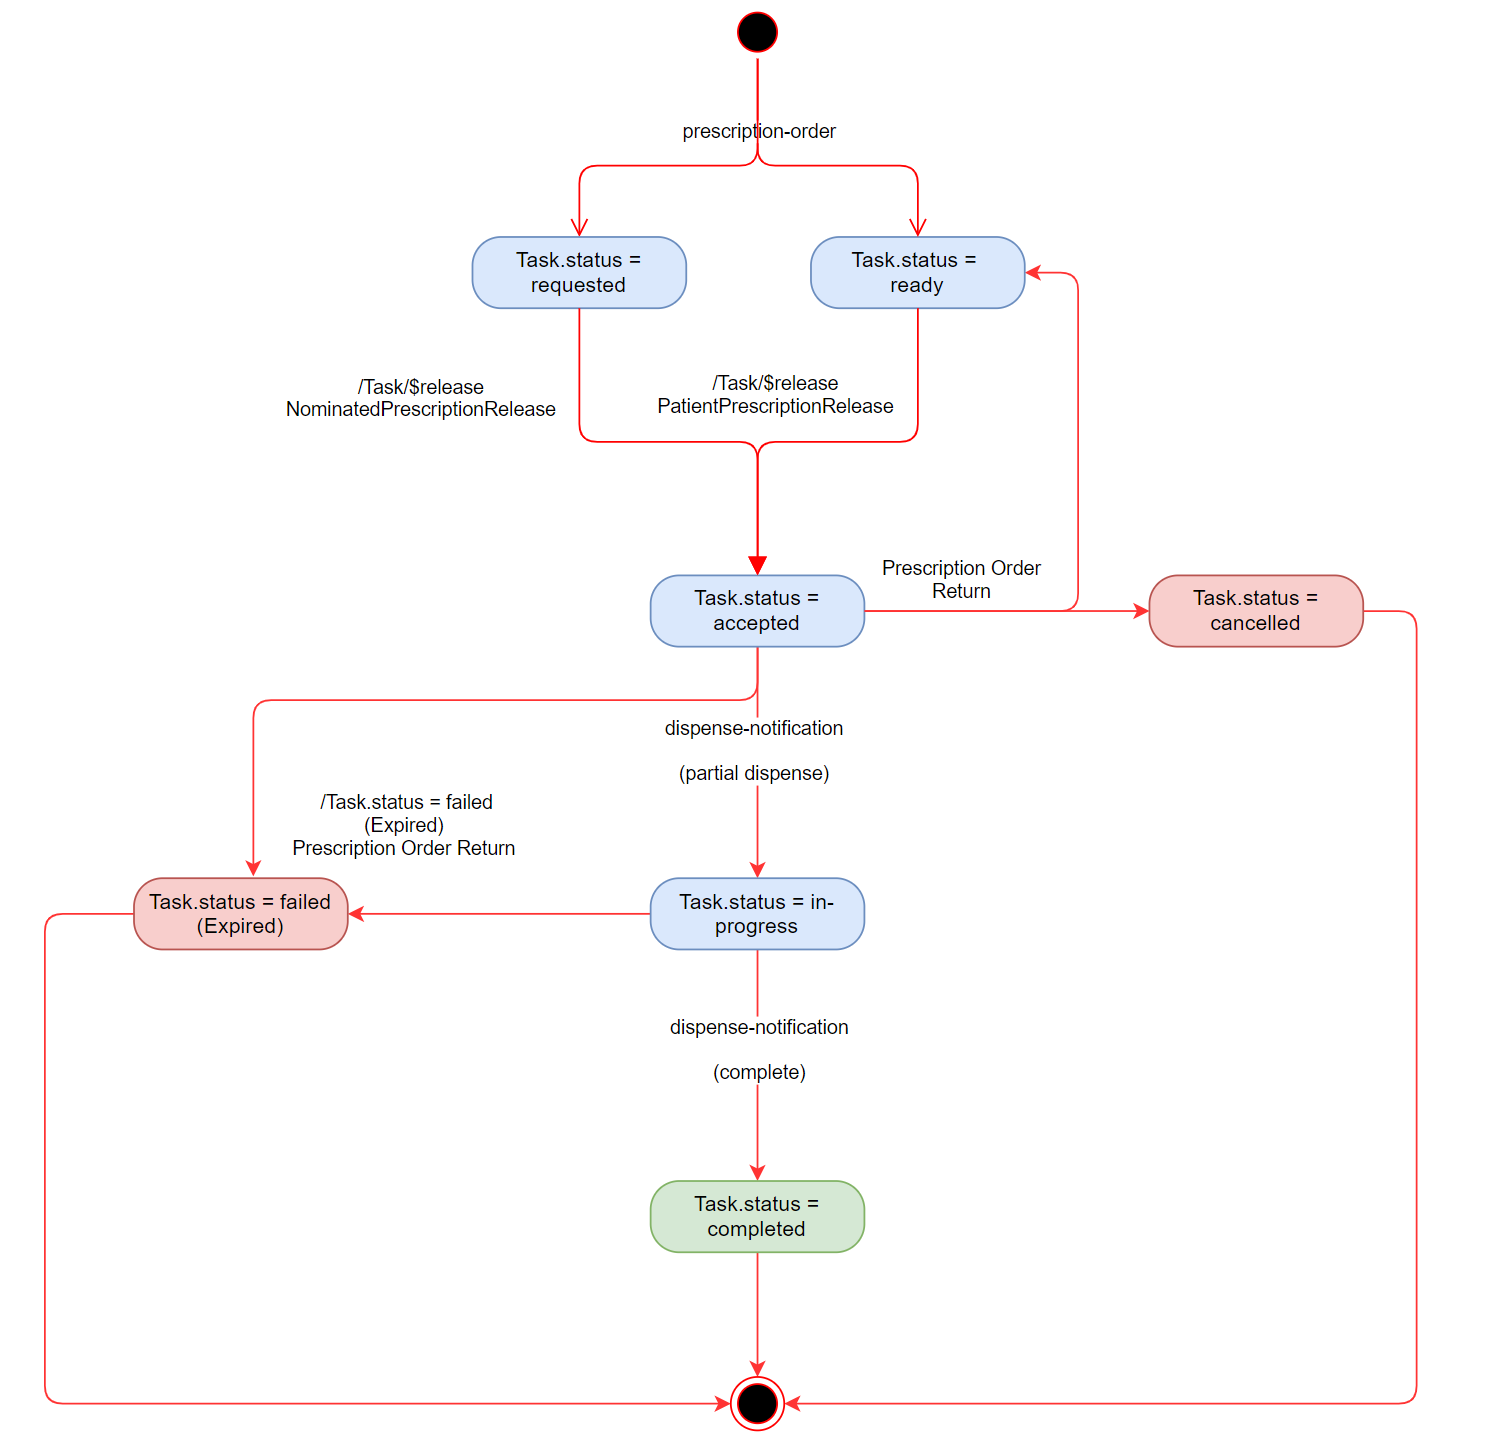 prescription-order
Task.status =
requested
Task.status =
ready
/Task/$release
NominatedPrescriptionRelease
/Task/$release
PatientPrescriptionRelease
Prescription Order
Return
Task.status =
accepted
Task.status =
cancelled
dispense-notification
(partial dispense)
/Task.status = failed
(Expired)
Prescription Order Return
Task.status = failed
(Expired)
Task.status = in-
progress
dispense-notification
(complete)
Task.status =
completed